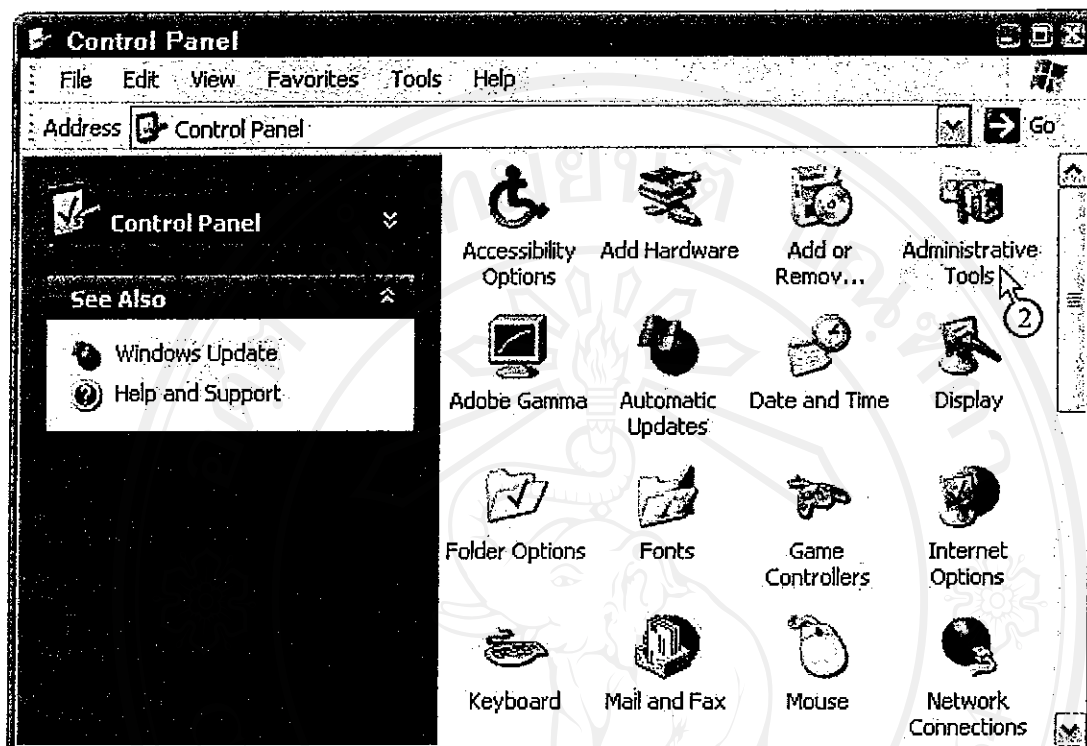 Control Panel
File Edit View Favorites Tools Help
Address Control Panel Go
Control Panel
See Also
Windows Update
Help and Support
Accessibility Options
Add Hardware
Add or Remov...
Administrative Tools
2
Adobe Gamma
Automatic Updates
Date and Time
Display
Folder Options
Fonts
Game Controllers
Internet Options
Keyboard
Mail and Fax
Mouse
Network Connections